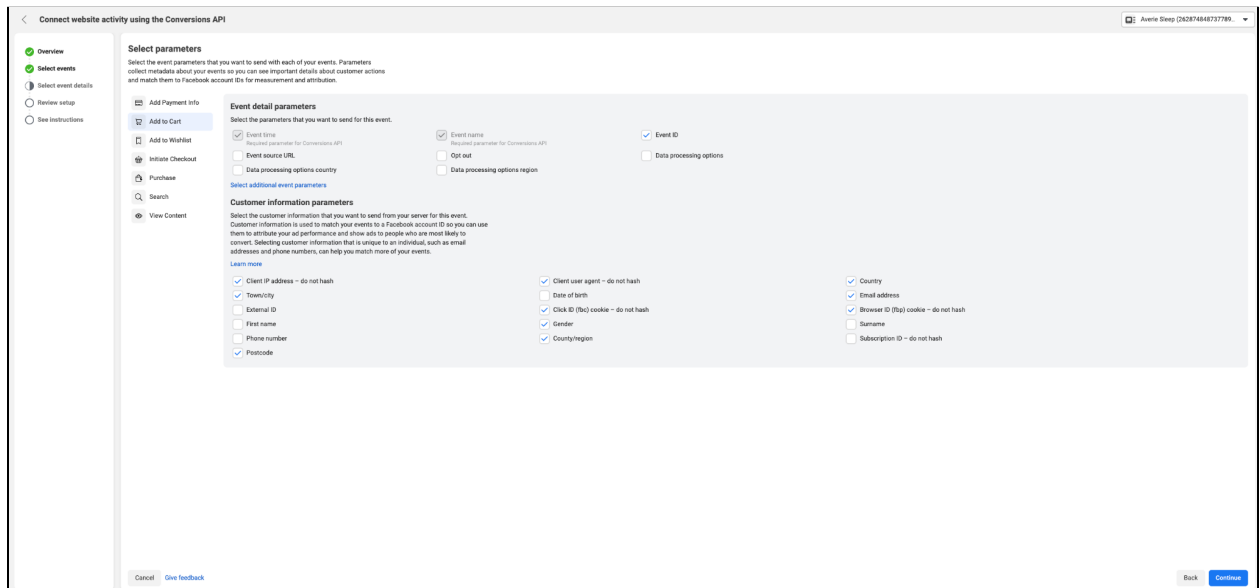 Connect website activity using the Conversions API
Averie Sleep (262874848737789..
Overview
Select events
Select event details
Review setup
See instructions
Select parameters
Select the event parameters that you want to send with each of your events. Parameters
collect metadata about your events so you can see important details about customer actions
and match them to Facebook account IDs for measurement and attribution.
Add Payment Info
Add to Cart
Add to Wishlist
Initiate Checkout
Purchase
Search
View Content
Event detail parameters
Select the parameters that you want to send for this event.
Event time
Required parameter for Conversions API
Event name
Required parameter for Conversions API
Event ID
Event source URL
Opt out
Data processing options
Data processing options country
Data processing options region
Select additional event parameters
Customer information parameters
Select the customer information that you want to send from your server for this event.
Customer information is used to match your events to a Facebook account ID so you can use
them to attribute your ad performance and show ads to people who are most likely to
convert. Selecting customer information that is unique to an individual, such as email
addresses and phone numbers, can help you match more of your events.
Learn more
Client IP address – do not hash
Client user agent – do not hash
Country
Town/city
Date of birth
Email address
External ID
Click ID (fbc) cookie – do not hash
Browser ID (fbp) cookie – do not hash
First name
Gender
Surname
Phone number
County/region
Subscription ID – do not hash
Postcode
Cancel
Give feedback
Back
Continue